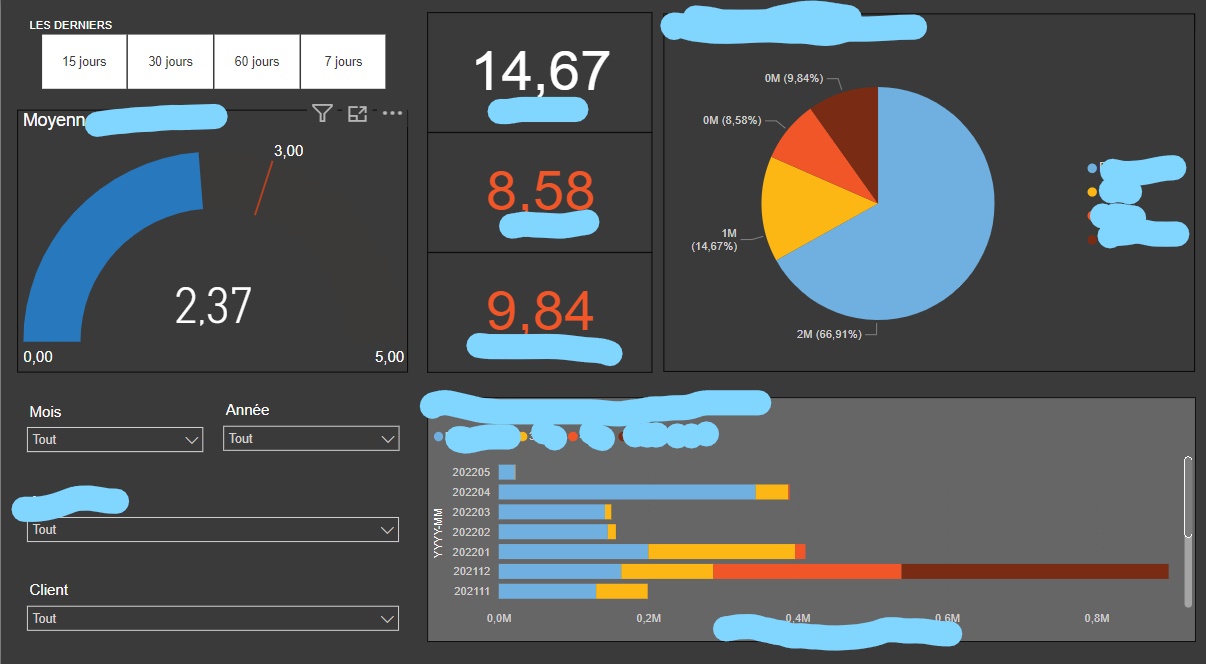 LES DERNIERS
15 jours
30 jours
60 jours
7 jours
3,00
2,37
0,00
5,00
14,67
8,58
9,84
0M (9,84%)
0M (8,58%)
1M
(14,67%)
2M (66,91%)
Mois
Année
Tout
Tout
Tout
Client
Tout
YYYY-MM
202205
202204
202203
202202
202201
202112
202111
0,0M
0,2M
0,4M
0,6M
0,8M